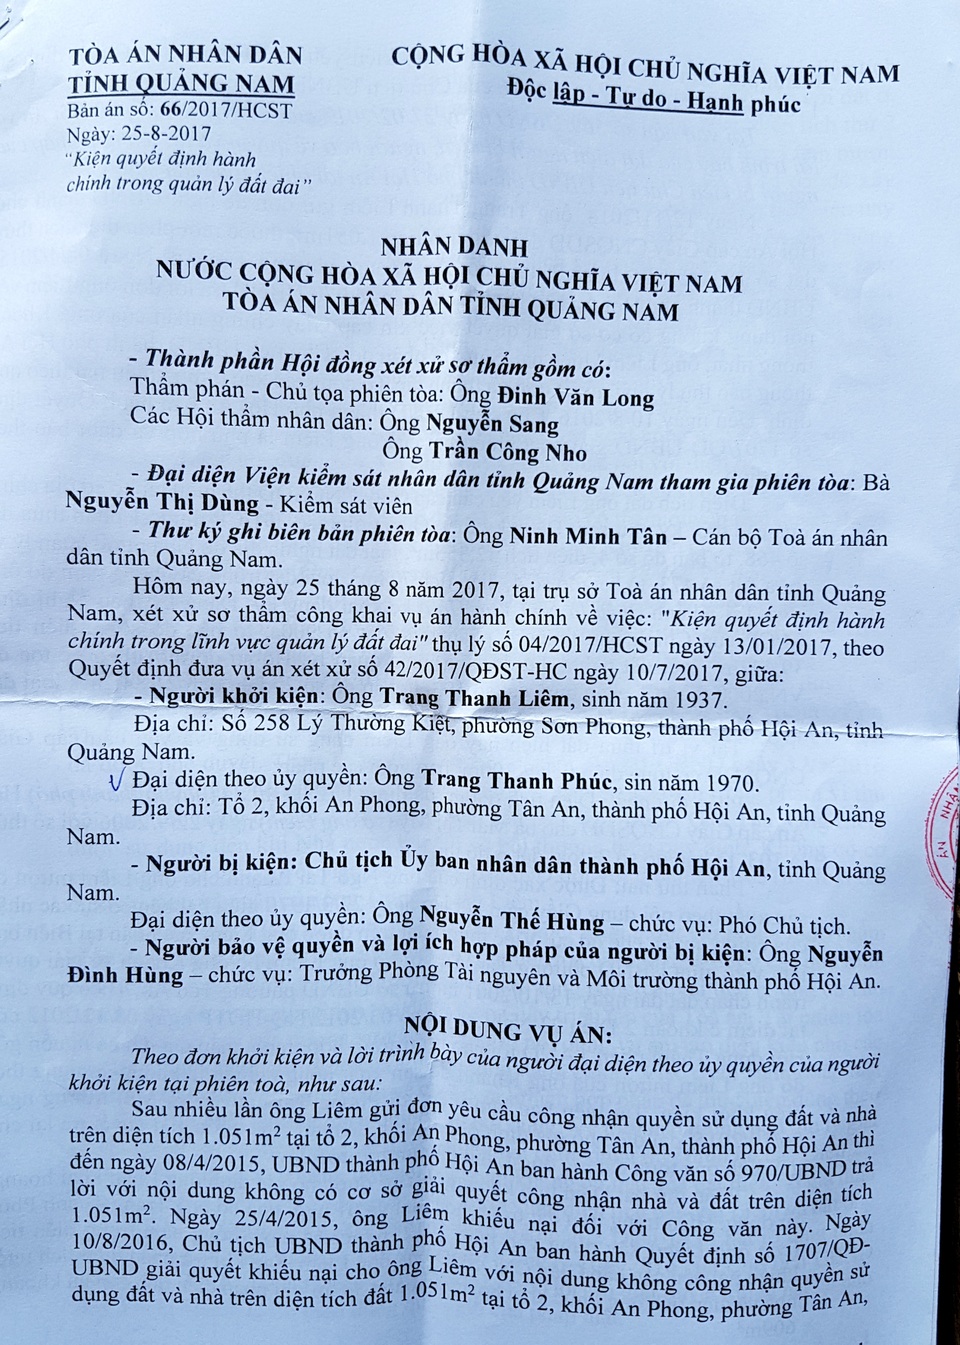 TÒA ÁN NHÂN DÂN
TỈNH QUẢNG NAM
Bản án số: 66/2017/HCST
Ngày: 25-8-2017
"Kiện quyết định hành
chính trong quản lý đất đai"
CỘNG HÒA XÃ HỘI CHỦ NGHĨA VIỆT NAM
Độc lập - Tự do - Hạnh phúc
NHÂN DANH
NƯỚC CỘNG HÒA XÃ HỘI CHỦ NGHĨA VIỆT NAM
TÒA ÁN NHÂN DÂN TỈNH QUẢNG NAM
- Thành phần Hội đồng xét xử sơ thẩm gồm có:
Thẩm phán - Chủ tọa phiên tòa: Ông Đinh Văn Long
Các Hội thẩm nhân dân: Ông Nguyễn Sang
Ông Trần Công Nho
- Đại diện Viện kiểm sát nhân dân tỉnh Quảng Nam tham gia phiên tòa: Bà
Nguyễn Thị Dùng - Kiểm sát viên
- Thư ký ghi biên bản phiên tòa: Ông Ninh Minh Tân – Cán bộ Toà án nhân
dân tỉnh Quảng Nam.
Hôm nay, ngày 25 tháng 8 năm 2017, tại trụ sở Toà án nhân dân tỉnh Quảng
Nam, xét xử sơ thẩm công khai vụ án hành chính về việc: "Kiện quyết định hành
chính trong lĩnh vực quản lý đất đai" thụ lý số 04/2017/HCST ngày 13/01/2017, theo
Quyết định đưa vụ án xét xử số 42/2017/QĐST-HC ngày 10/7/2017, giữa:
- Người khởi kiện: Ông Trang Thanh Liêm, sinh năm 1937.
Địa chỉ: Số 258 Lý Thường Kiệt, phường Sơn Phong, thành phố Hội An, tỉnh
Quảng Nam.
Đại diện theo ủy quyền: Ông Trang Thanh Phúc, sin năm 1970.
Địa chỉ: Tổ 2, khối An Phong, phường Tân An, thành phố Hội An, tỉnh Quảng
Nam.
- Người bị kiện: Chủ tịch Ủy ban nhân dân thành phố Hội An, tỉnh Quảng
Nam.
Đại diện theo ủy quyền: Ông Nguyễn Thế Hùng – chức vụ: Phó Chủ tịch.
- Người bảo vệ quyền và lợi ích hợp pháp của người bị kiện: Ông Nguyễn
Đình Hùng – chức vụ: Trưởng Phòng Tài nguyên và Môi trường thành phố Hội An.
NỘI DUNG VỤ ÁN:
Theo đơn khởi kiện và lời trình bày của người đại diện theo ủy quyền của người
khởi kiện tại phiên toà, như sau:
Sau nhiều lần ông Liêm gửi đơn yêu cầu công nhận quyền sử dụng đất và nhà
trên diện tích 1.051m² tại tổ 2, khối An Phong, phường Tân An, thành phố Hội An thì
đến ngày 08/4/2015, UBND thành phố Hội An ban hành Công văn số 970/UBND trả
lời với nội dung không có cơ sở giải quyết công nhận nhà và đất trên diện tích
1.051m². Ngày 25/4/2015, ông Liêm khiếu nại đối với Công văn này. Ngày
10/8/2016, Chủ tịch UBND thành phố Hội An ban hành Quyết định số 1707/QĐ-
UBND giải quyết khiếu nại cho ông Liêm với nội dung không công nhận quyền sử
dụng đất và nhà trên diện tích đất 1.051m² tại tổ 2, khối An Phong, phường Tân An,
ÁN NHÂ